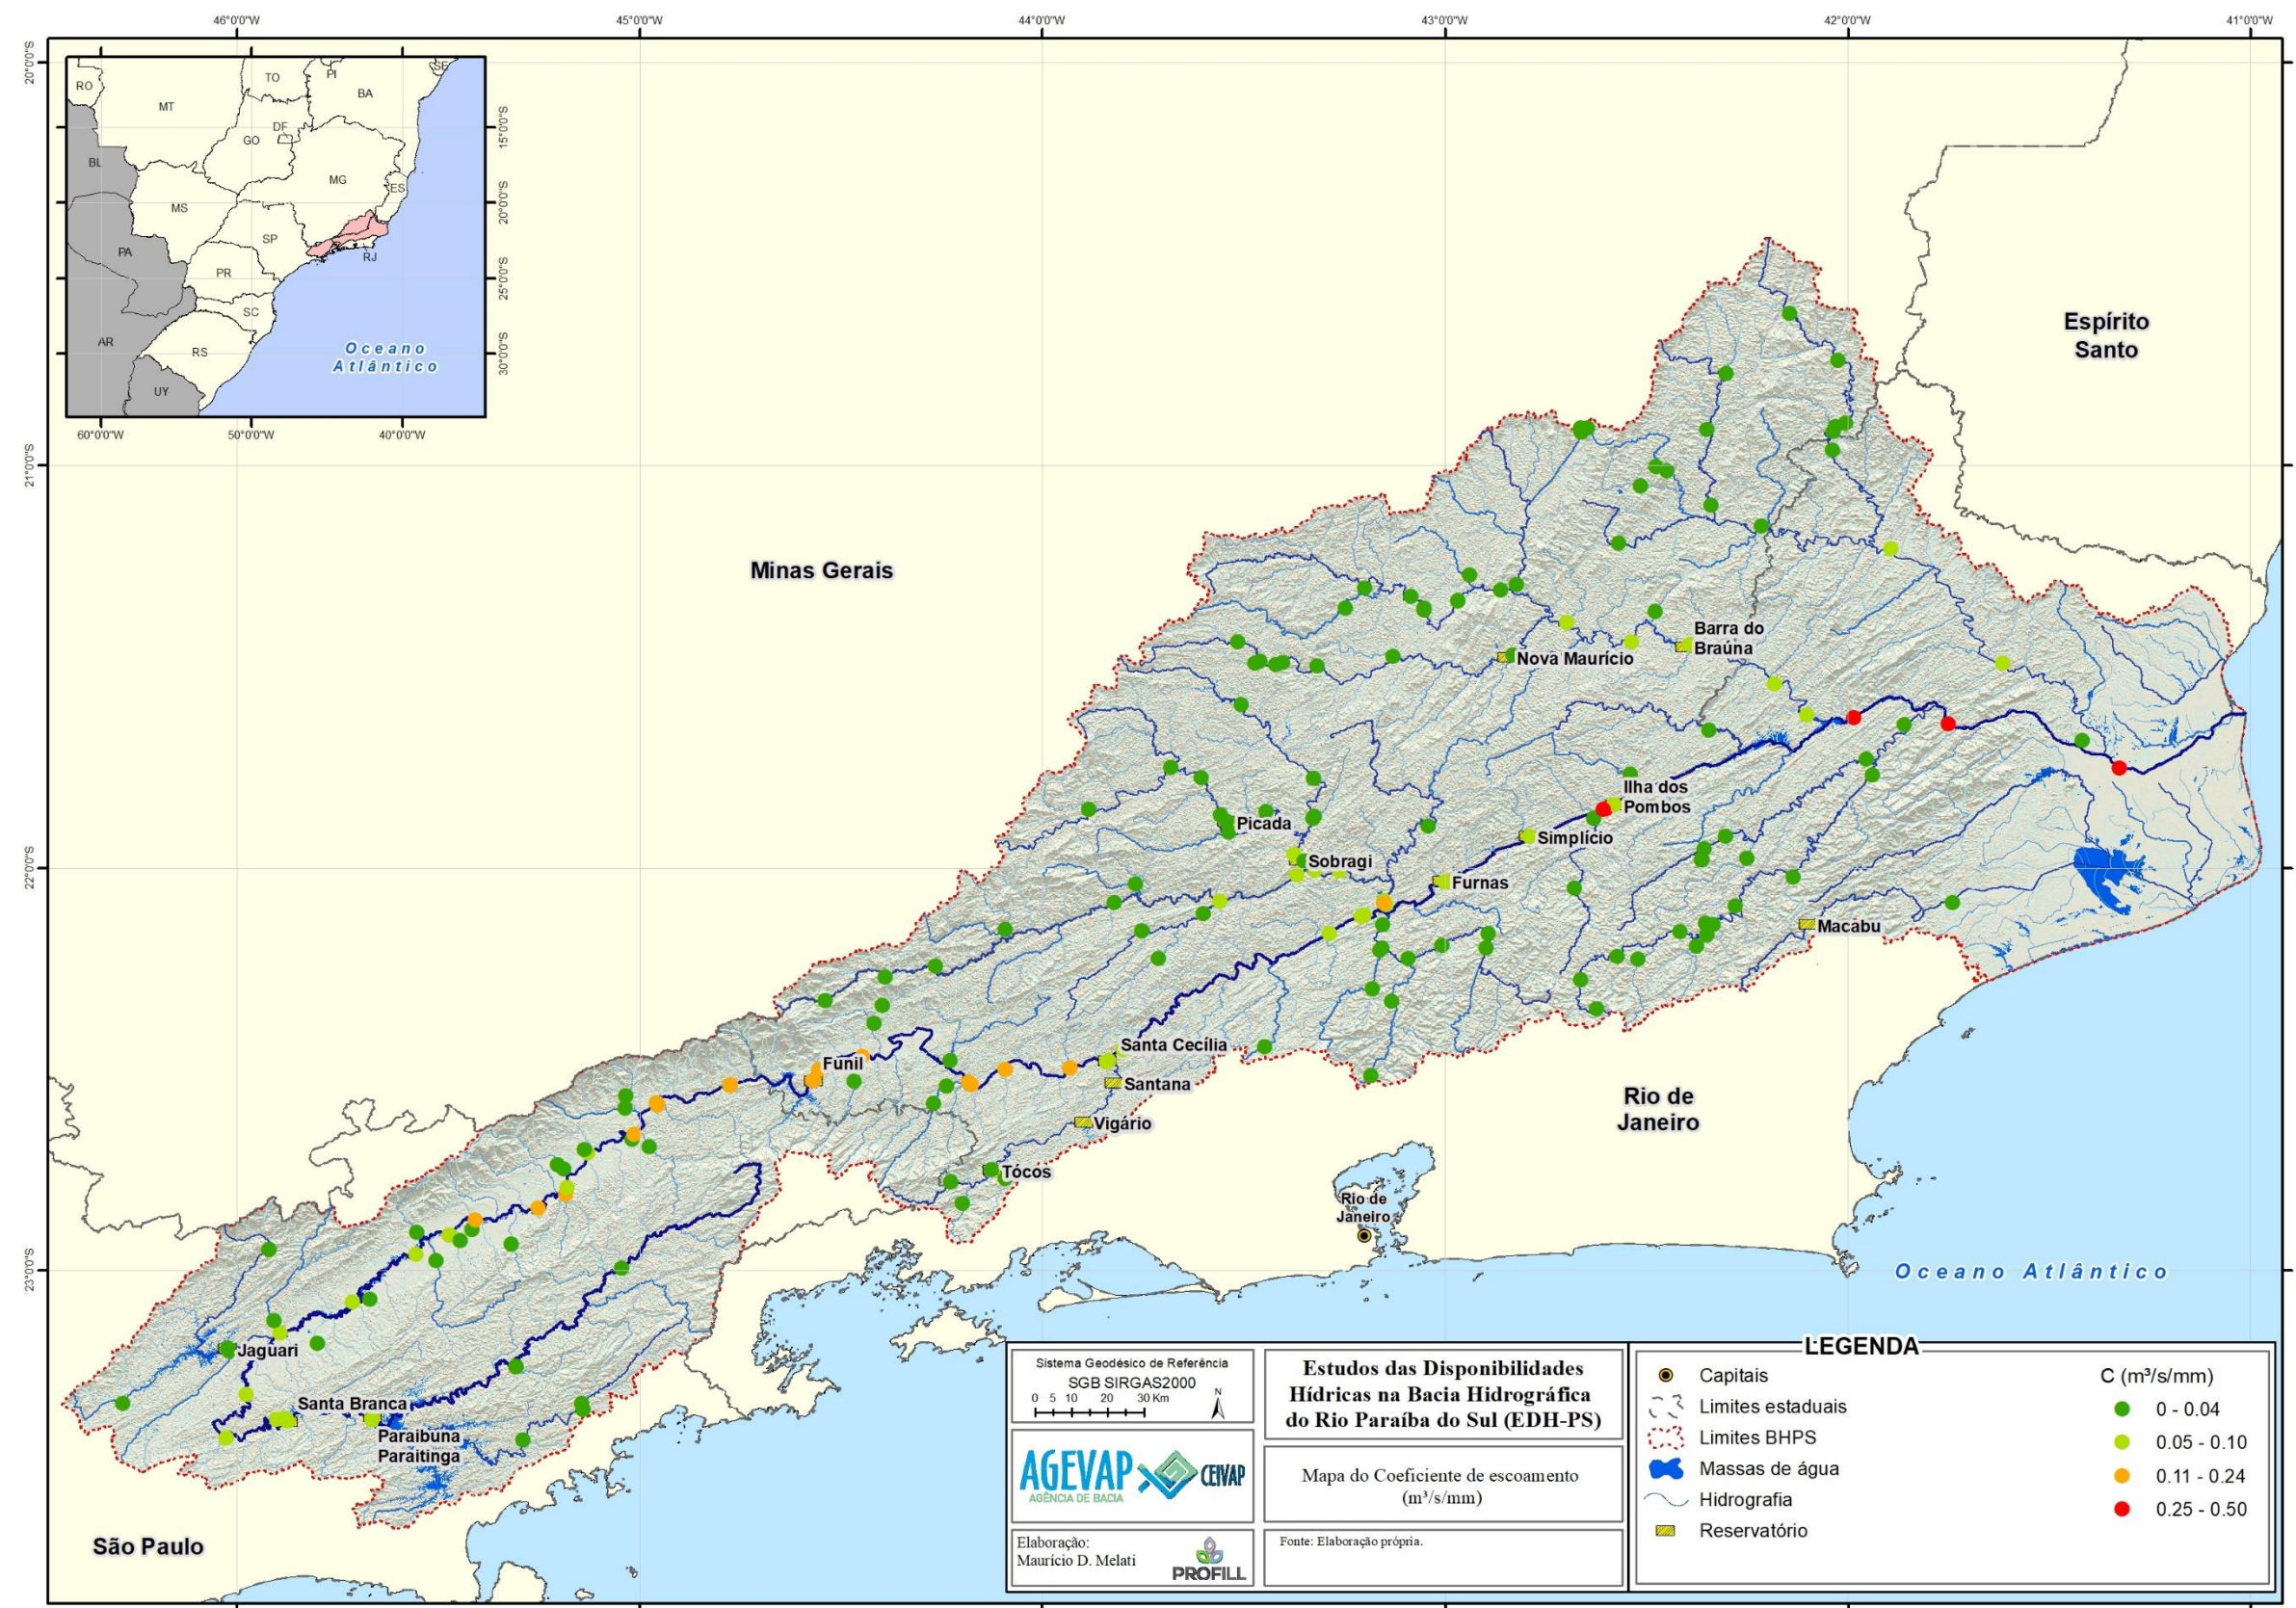 46°0'0"W
45°0'0"W
44°0'0"W
43°0'0"W
42°0'0"W
41°0'0"W
20°0'0"S
21°0'0"S
22°0'0"S
23°0'0"S
RO
TO
PI
SE
MT
BA
DF
GO
BL
MG
ES
MS
SP
PA
RJ
PR
SC
AR
RS
UY
Oceano
Atlântico
15°0'0"S
20°0'0"S
25°0'0"S
30°0'0"S
60°0'0"W
50°0'0"W
40°0'0"W
Espírito
Santo
Minas Gerais
Barra do
Braúna
Nova Maurício
Ilha dos
Pombos
Picada
Simplício
Sobragi
Furnas
Macabu
Santa Cecília
Funil
Santana
Vigário
Tócos
Rio de
Janeiro
Rio de
Janeiro
Oceano Atlântico
Jaguari
Santa Branca
Paraibuna
Paraitinga
São Paulo
Sistema Geodésico de Referência
SGB SIRGAS2000
0 5 10 20 30 Km
N
Estudos das Disponibilidades
Hídricas na Bacia Hidrográfica
do Rio Paraíba do Sul (EDH-PS)
AGEVAP
AGÊNCIA DE BACIA
CEIVAP
Mapa do Coeficiente de escoamento
(m³/s/mm)
Elaboração:
Maurício D. Melati
PROFILL
Fonte: Elaboração própria.
LEGENDA
Capitais
Limites estaduais
Limites BHPS
Massas de água
Hidrografia
Reservatório
C (m³/s/mm)
0 - 0.04
0.05 - 0.10
0.11 - 0.24
0.25 - 0.50